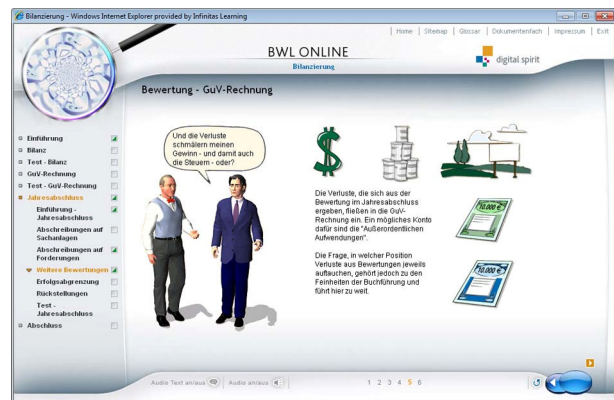 Bilanzierung - Windows Internet Explorer provided by Infinitas Learning
Home | Sitemap | Glossar | Dokumentenfach | Impressum | Exit
BWL ONLINE
Bilanzierung
digital spirit
Bewertung - GuV-Rechnung
Einführung
Bilanz
Test - Bilanz
GuV-Rechnung
Test - GuV-Rechnung
Jahresabschluss
Einführung -
Jahresabschluss
Abschreibungen auf
Sachanlagen
Abschreibungen auf
Forderungen
Weitere Bewertungen
Erfolgsabgrenzung
Rückstellungen
Test -
Jahresabschluss
Abschluss
Und die Verluste
schmälern meinen
Gewinn - und damit auch
die Steuern - oder?
$
Die Verluste, die sich aus der
Bewertung im Jahresabschluss
ergeben, fließen in die GuV-
Rechnung ein. Ein mögliches Konto
dafür sind die "Außerordentlichen
Aufwendungen".
Die Frage, in welcher Position
Verluste aus Bewertungen jeweils
auftauchen, gehört jedoch zu den
Feinheiten der Buchführung und
führt hier zu weit.
10.000 €
10.000 €
Audio Text an/aus
Audio an/aus
1 2 3 4 5 6